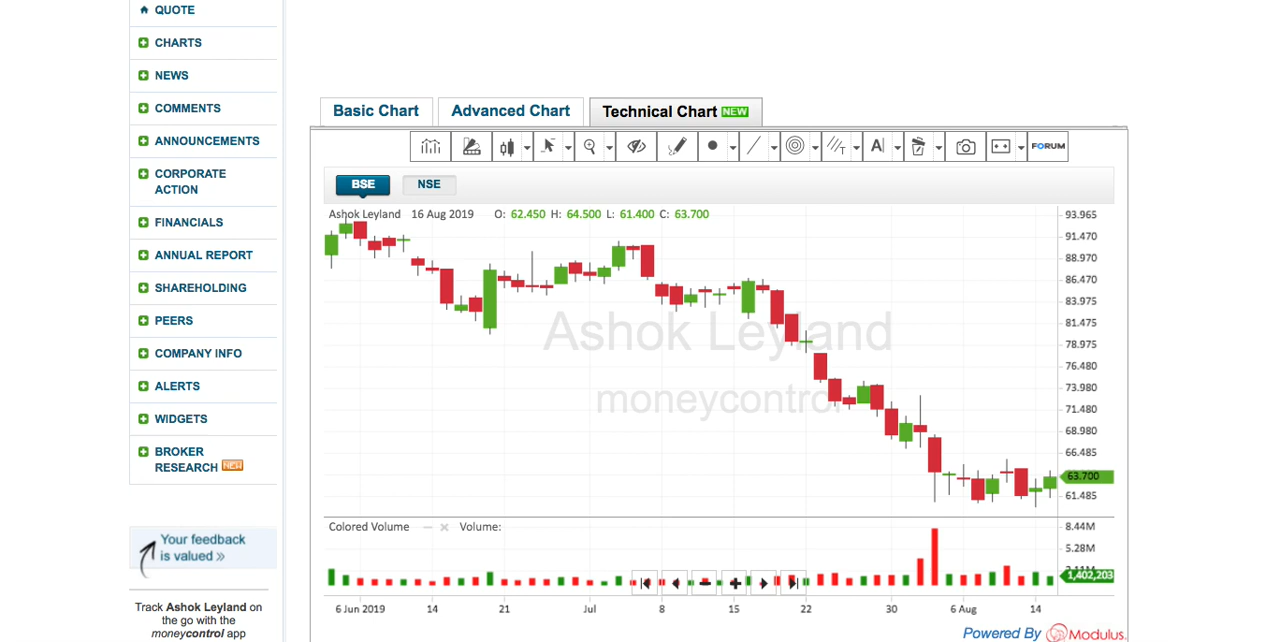 QUOTE
CHARTS
NEWS
COMMENTS
ANNOUNCEMENTS
CORPORATE
ACTION
FINANCIALS
ANNUAL REPORT
SHAREHOLDING
PEERS
COMPANY INFO
ALERTS
WIDGETS
BROKER
RESEARCH NEW
Your feedback
is valued »
Track Ashok Leyland on
the go with the
moneycontrol app
Basic Chart
Advanced Chart
Technical Chart NEW
T
A
FORUM
BSE
NSE
Ashok Leyland 16 Aug 2019 O: 62.450 H: 64.500 L: 61.400 C: 63.700
Ashok Leyland
moneycontrol
93.965
91.470
88.970
86.470
83.975
81.475
78.975
76.480
73.980
71.480
68.980
66.485
63.700
61.485
Colored Volume Volume:
8.44M
5.28M
1,402,203
6 Jun 2019 14 21 Jul 8 15 22 30 6 Aug 14
Powered By Modulus.